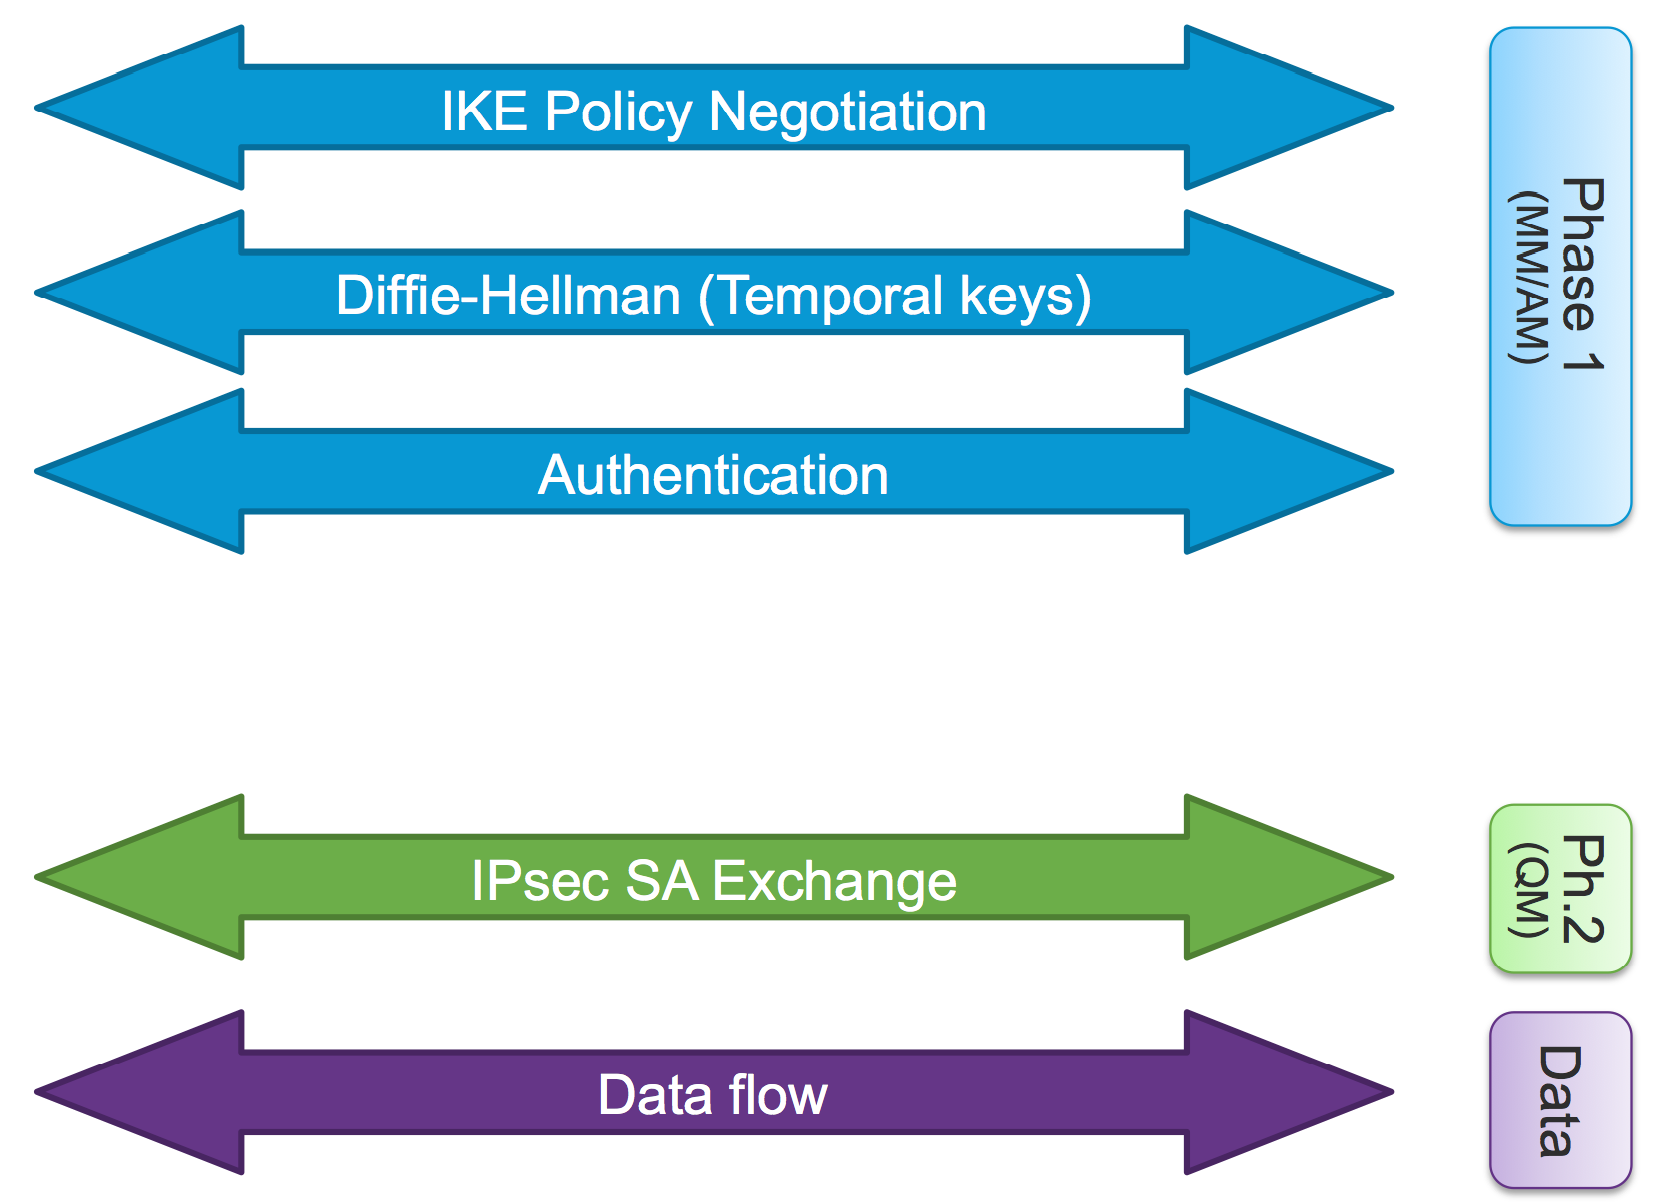 IKE Policy Negotiation
Diffie-Hellman (Temporal keys)
Authentication
Phase 1
(MM/AM)
IPsec SA Exchange
Ph.2
(QM)
Data flow
Data